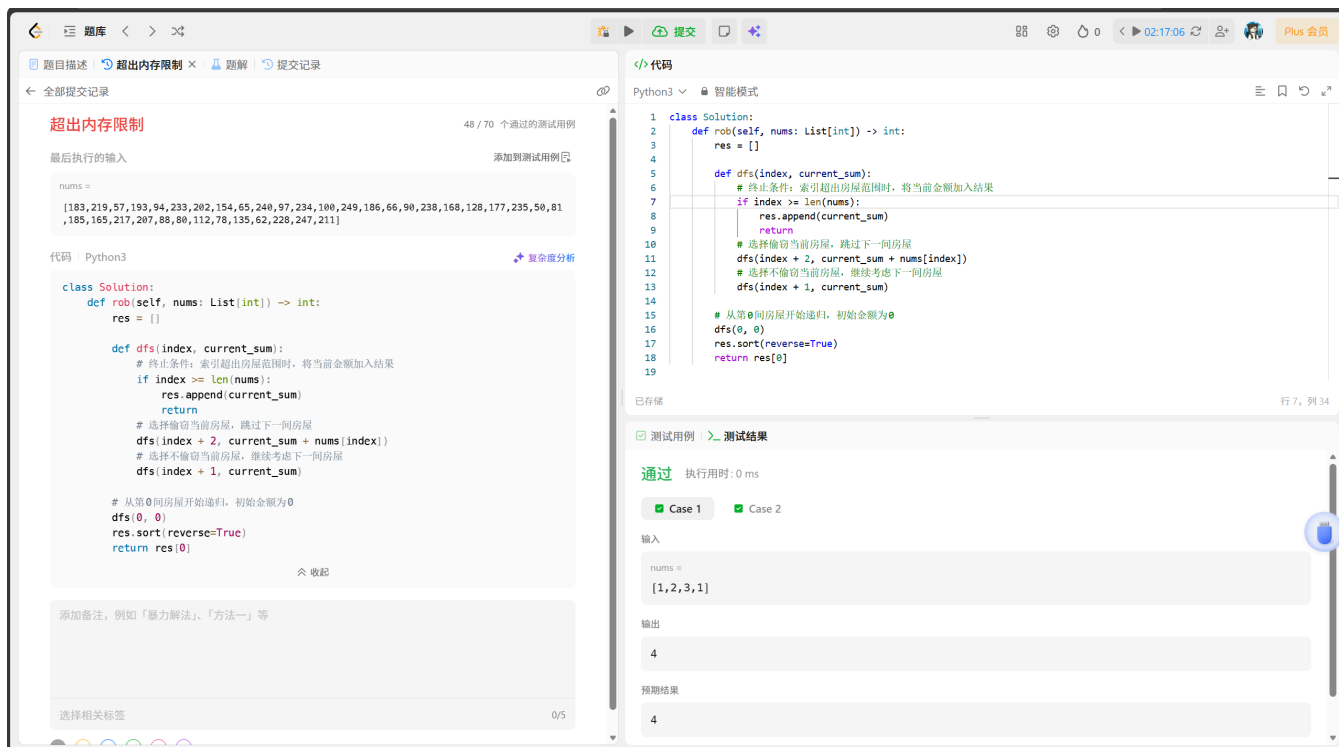 题库
提交
0
02:17:06
Plus 会员
题目描述
超出内存限制
题解
提交记录
全部提交记录
超出内存限制
48 / 70 个通过的测试用例
最后执行的输入
添加到测试用例
nums =
[183,219,57,193,94,233,202,154,65,240,97,234,100,249,186,66,90,238,168,128,177,235,50,81
,185,165,217,207,88,80,112,78,135,62,228,247,211]
代码 Python3
复杂度分析
class Solution:
    def rob(self, nums: List[int]) -> int:
        res = []
        def dfs(index, current_sum):
            # 终止条件：索引超出房屋范围时，将当前金额加入结果
            if index >= len(nums):
                res.append(current_sum)
                return
            # 选择偷窃当前房屋，跳过下一间房屋
            dfs(index + 2, current_sum + nums[index])
            # 选择不偷窃当前房屋，继续考虑下一间房屋
            dfs(index + 1, current_sum)
        # 从第0间房屋开始递归，初始金额为0
        dfs(0, 0)
        res.sort(reverse=True)
        return res[0]
收起
添加备注，例如「暴力解法」、「方法一」等
选择相关标签
0/5
</>代码
Python3
智能模式
1 class Solution:
2     def rob(self, nums: List[int]) -> int:
3         res = []
4
5         def dfs(index, current_sum):
6             # 终止条件：索引超出房屋范围时，将当前金额加入结果
7             if index >= len(nums):
8                 res.append(current_sum)
9                 return
10             # 选择偷窃当前房屋，跳过下一间房屋
11             dfs(index + 2, current_sum + nums[index])
12             # 选择不偷窃当前房屋，继续考虑下一间房屋
13             dfs(index + 1, current_sum)
14
15         # 从第0间房屋开始递归，初始金额为0
16         dfs(0, 0)
17         res.sort(reverse=True)
18         return res[0]
19
已存储
行 7，列 34
测试用例
测试结果
通过 执行用时: 0 ms
Case 1
Case 2
输入
nums =
[1,2,3,1]
输出
4
预期结果
4